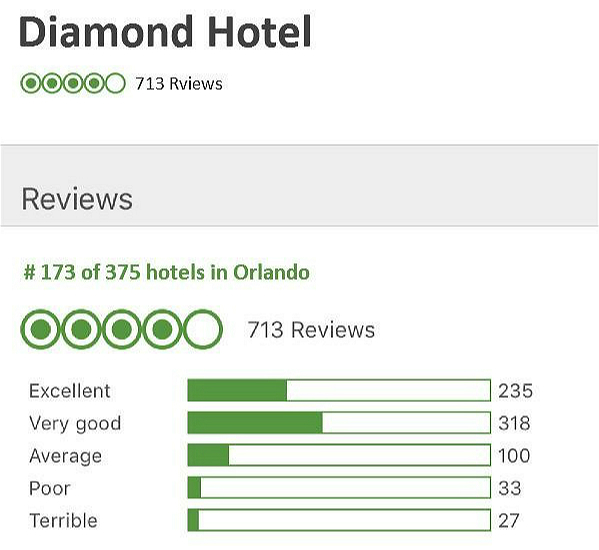 Diamond Hotel
713 Rviews
Reviews
# 173 of 375 hotels in Orlando
713 Reviews
Excellent 235
Very good 318
Average 100
Poor 33
Terrible 27